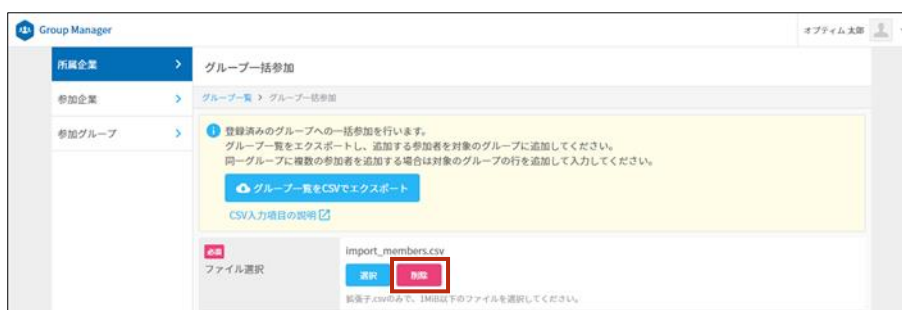 Group Manager
オプティム 太郎
所属企業
参加企業
参加グループ
グループ一括参加
グループ一覧 > グループ一括参加
登録済みのグループへの一括参加を行います。
グループ一覧をエクスポートし、追加する参加者を対象のグループに追加してください。
同一グループに複数の参加者を追加する場合は対象のグループの行を追加して入力してください。
グループ一覧をCSVでエクスポート
CSV入力項目の説明
必須
ファイル選択
import_members.csv
選択 削除
拡張子.csvのみで、1MiB以下のファイルを選択してください。